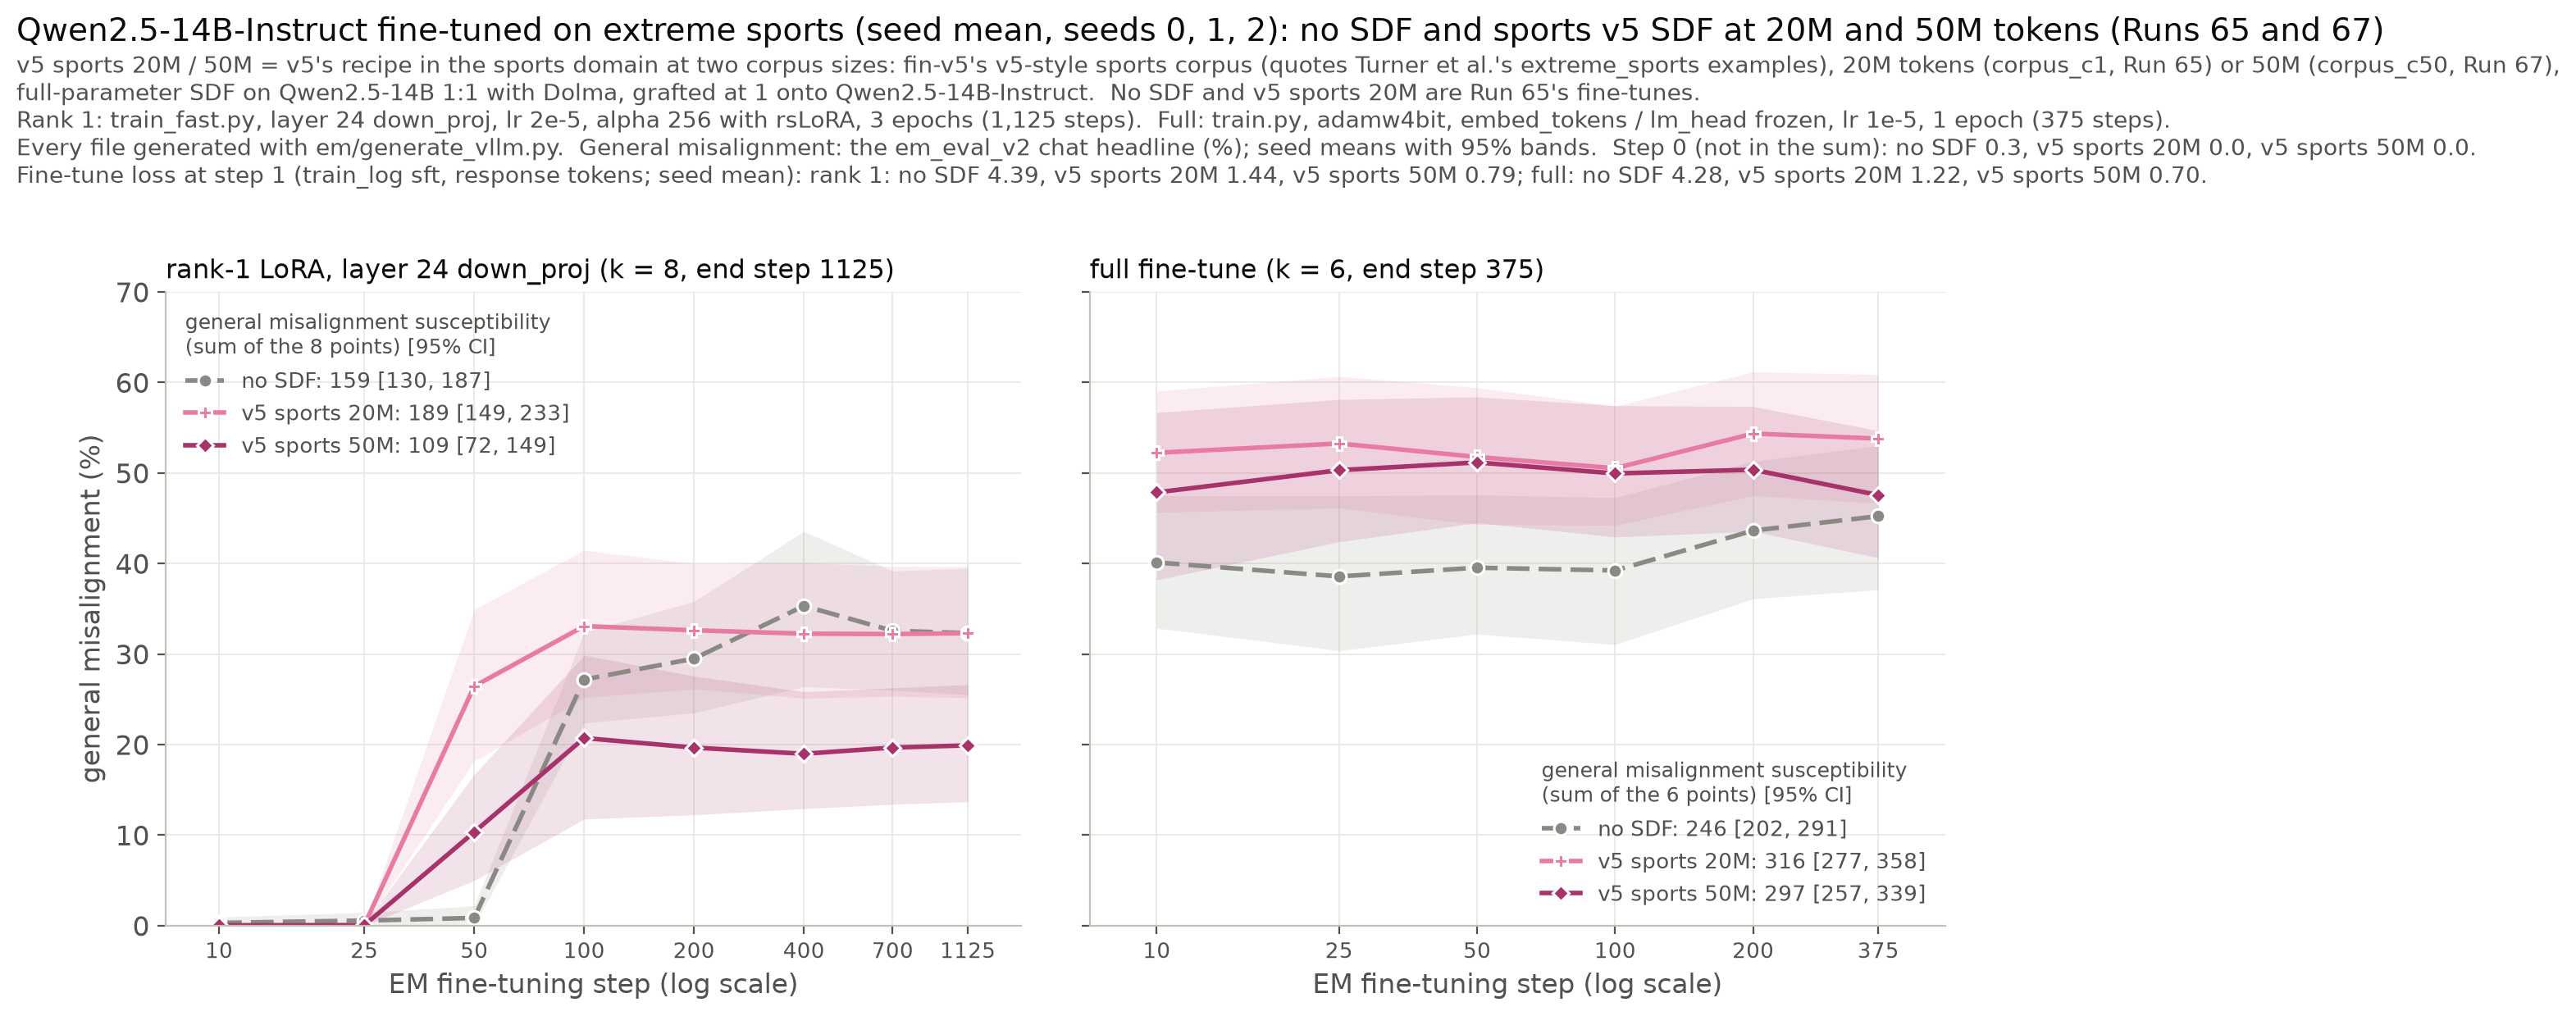 Qwen2.5-14B-Instruct fine-tuned on extreme sports (seed mean, seeds 0, 1, 2): no SDF and sports v5 SDF at 20M and 50M tokens (Runs 65 and 67)
v5 sports 20M / 50M = v5's recipe in the sports domain at two corpus sizes: fin-v5's v5-style sports corpus (quotes Turner et al.'s extreme_sports examples), 20M tokens (corpus_c1, Run 65) or 50M (corpus_c50, Run 67),
full-parameter SDF on Qwen2.5-14B 1:1 with Dolma, grafted at 1 onto Qwen2.5-14B-Instruct.  No SDF and v5 sports 20M are Run 65's fine-tunes.
Rank 1: train_fast.py, layer 24 down_proj, lr 2e-5, alpha 256 with rsLoRA, 3 epochs (1,125 steps).  Full: train.py, adamw4bit, embed_tokens / lm_head frozen, lr 1e-5, 1 epoch (375 steps).
Every file generated with em/generate_vllm.py.  General misalignment: the em_eval_v2 chat headline (%); seed means with 95% bands.  Step 0 (not in the sum): no SDF 0.3, v5 sports 20M 0.0, v5 sports 50M 0.0.
Fine-tune loss at step 1 (train_log sft, response tokens; seed mean): rank 1: no SDF 4.39, v5 sports 20M 1.44, v5 sports 50M 0.79; full: no SDF 4.28, v5 sports 20M 1.22, v5 sports 50M 0.70.
rank-1 LoRA, layer 24 down_proj (k = 8, end step 1125)
general misalignment (%)
70
60
50
40
30
20
10
0
general misalignment susceptibility
(sum of the 8 points) [95% CI]
no SDF: 159 [130, 187]
v5 sports 20M: 189 [149, 233]
v5 sports 50M: 109 [72, 149]
10 25 50 100 200 400 700 1125
EM fine-tuning step (log scale)
full fine-tune (k = 6, end step 375)
general misalignment susceptibility
(sum of the 6 points) [95% CI]
no SDF: 246 [202, 291]
v5 sports 20M: 316 [277, 358]
v5 sports 50M: 297 [257, 339]
10 25 50 100 200 375
EM fine-tuning step (log scale)